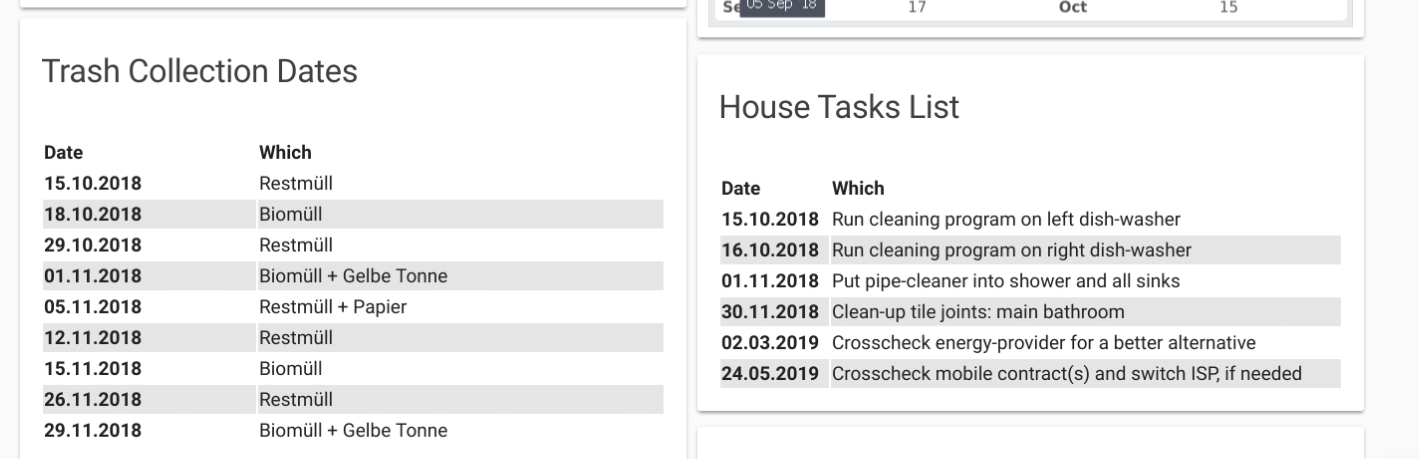 Se 05 Sep '18 17 Oct 15
Trash Collection Dates
Date Which
15.10.2018 Restmüll
18.10.2018 Biomüll
29.10.2018 Restmüll
01.11.2018 Biomüll + Gelbe Tonne
05.11.2018 Restmüll + Papier
12.11.2018 Restmüll
15.11.2018 Biomüll
26.11.2018 Restmüll
29.11.2018 Biomüll + Gelbe Tonne
House Tasks List
Date Which
15.10.2018 Run cleaning program on left dish-washer
16.10.2018 Run cleaning program on right dish-washer
01.11.2018 Put pipe-cleaner into shower and all sinks
30.11.2018 Clean-up tile joints: main bathroom
02.03.2019 Crosscheck energy-provider for a better alternative
24.05.2019 Crosscheck mobile contract(s) and switch ISP, if needed